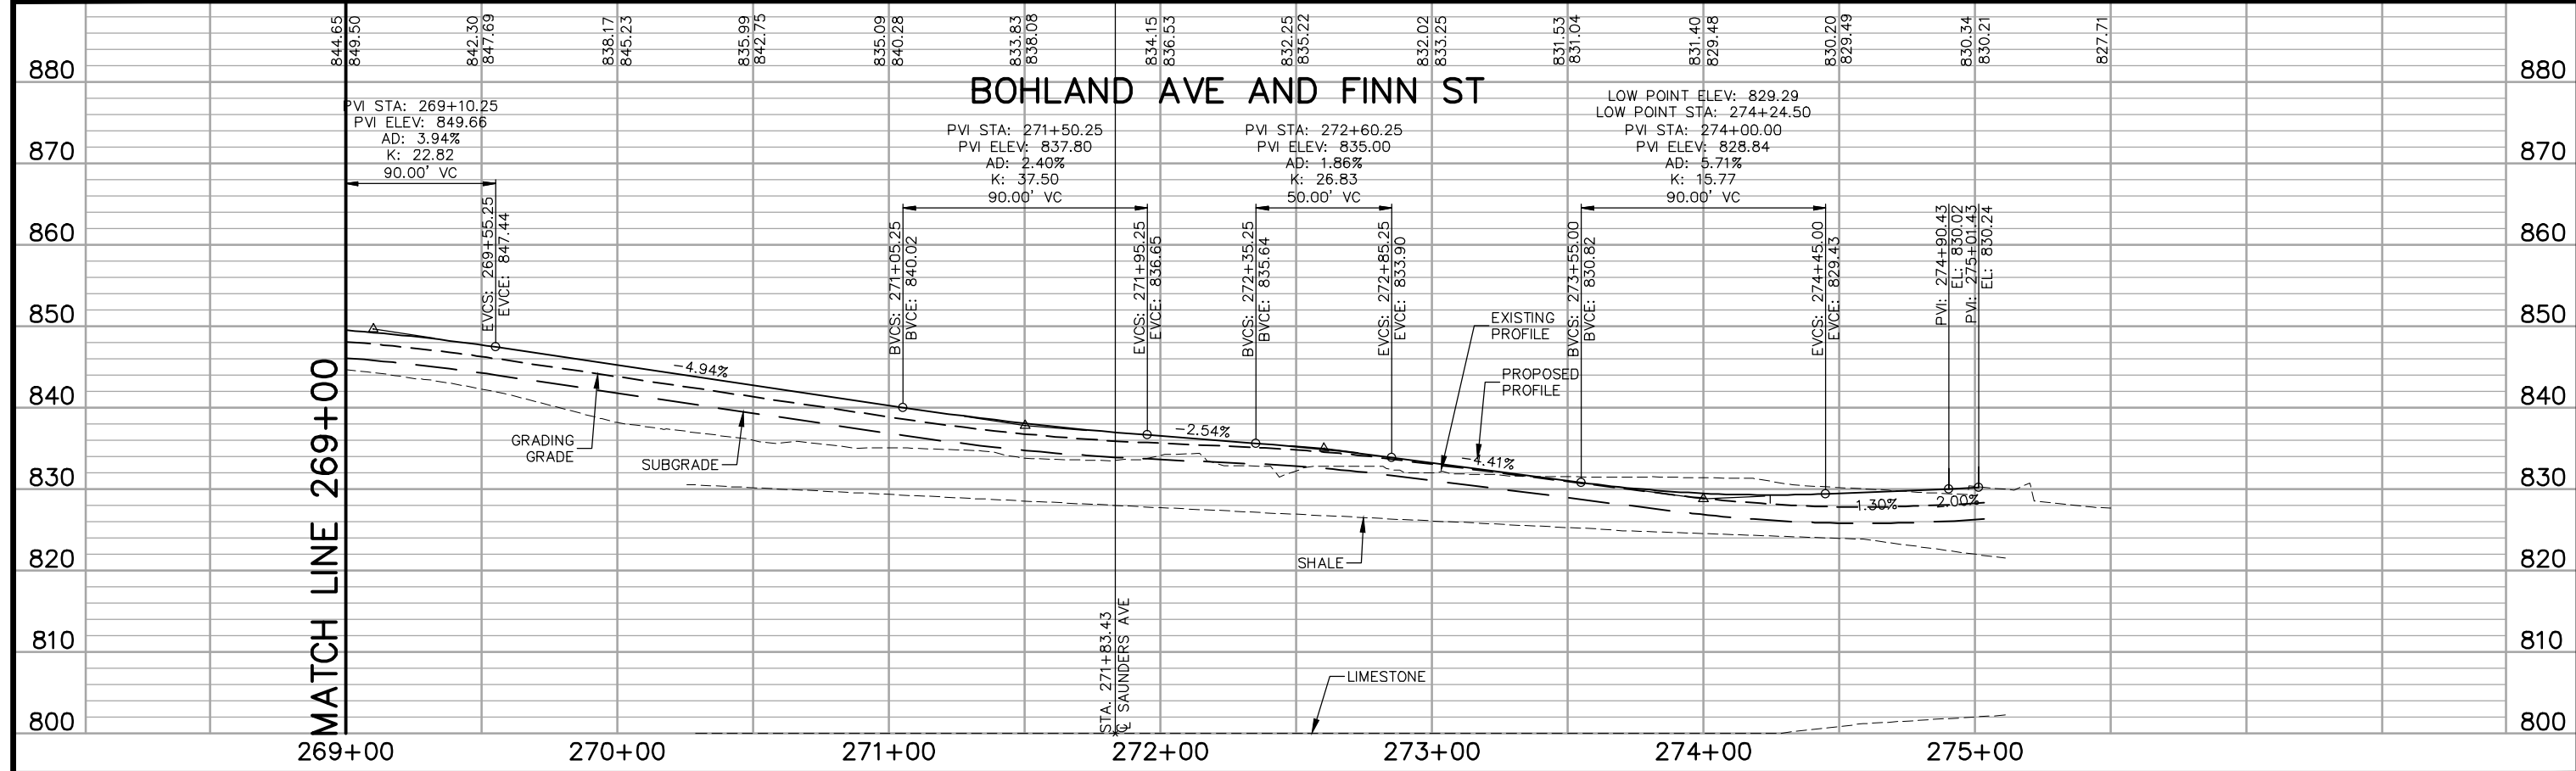 844.65
849.50
842.30
847.69
838.17
845.23
835.99
842.75
835.09
840.28
833.83
838.08
834.15
836.53
832.25
835.22
832.02
833.25
831.53
831.04
831.40
829.48
830.20
829.49
830.34
830.21
827.71
BOHLAND AVE AND FINN ST
PVI STA: 269+10.25
PVI ELEV: 849.66
AD: 3.94%
K: 22.82
90.00' VC
EVCS: 269+55.25
EVCE: 847.44
PVI STA: 271+50.25
PVI ELEV: 837.80
AD: 2.40%
K: 37.50
90.00' VC
BVCS: 271+05.25
BVCE: 840.02
EVCS: 271+95.25
EVCE: 836.65
PVI STA: 272+60.25
PVI ELEV: 835.00
AD: 1.86%
K: 26.83
50.00' VC
BVCS: 272+35.25
BVCE: 835.64
EVCS: 272+85.25
EVCE: 833.90
LOW POINT ELEV: 829.29
LOW POINT STA: 274+24.50
PVI STA: 274+00.00
PVI ELEV: 828.84
AD: 5.71%
K: 15.77
90.00' VC
BVCS: 273+55.00
BVCE: 830.82
EVCS: 274+45.00
EVCE: 829.43
PVI: 274+90.43
EL: 830.02
PVI: 275+01.43
EL: 830.24
880
870
860
850
840
830
820
810
800
880
870
860
850
840
830
820
810
800
MATCH LINE 269+00
-4.94%
-2.54%
-4.41%
1.30%
2.00%
EXISTING
PROFILE
PROPOSED
PROFILE
GRADING
GRADE
SUBGRADE
SHALE
LIMESTONE
STA. 271+83.43
℄ SAUNDERS AVE
269+00
270+00
271+00
272+00
273+00
274+00
275+00